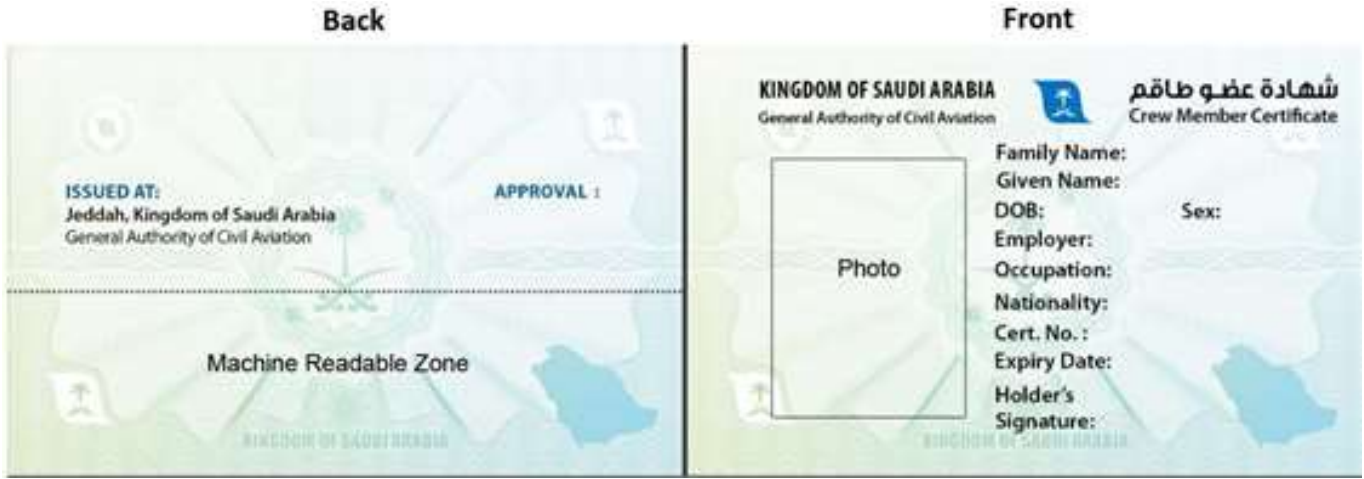 Back
ISSUED AT:
Jeddah, Kingdom of Saudi Arabia
General Authority of Civil Aviation
APPROVAL :
Machine Readable Zone
KINGDOM OF SAUDI ARABIA
Front
KINGDOM OF SAUDI ARABIA
General Authority of Civil Aviation
شهادة عضو طاقم
Crew Member Certificate
Photo
Family Name:
Given Name:
DOB: Sex:
Employer:
Occupation:
Nationality:
Cert. No. :
Expiry Date:
Holder's
Signature:
KINGDOM OF SAUDI ARABIA